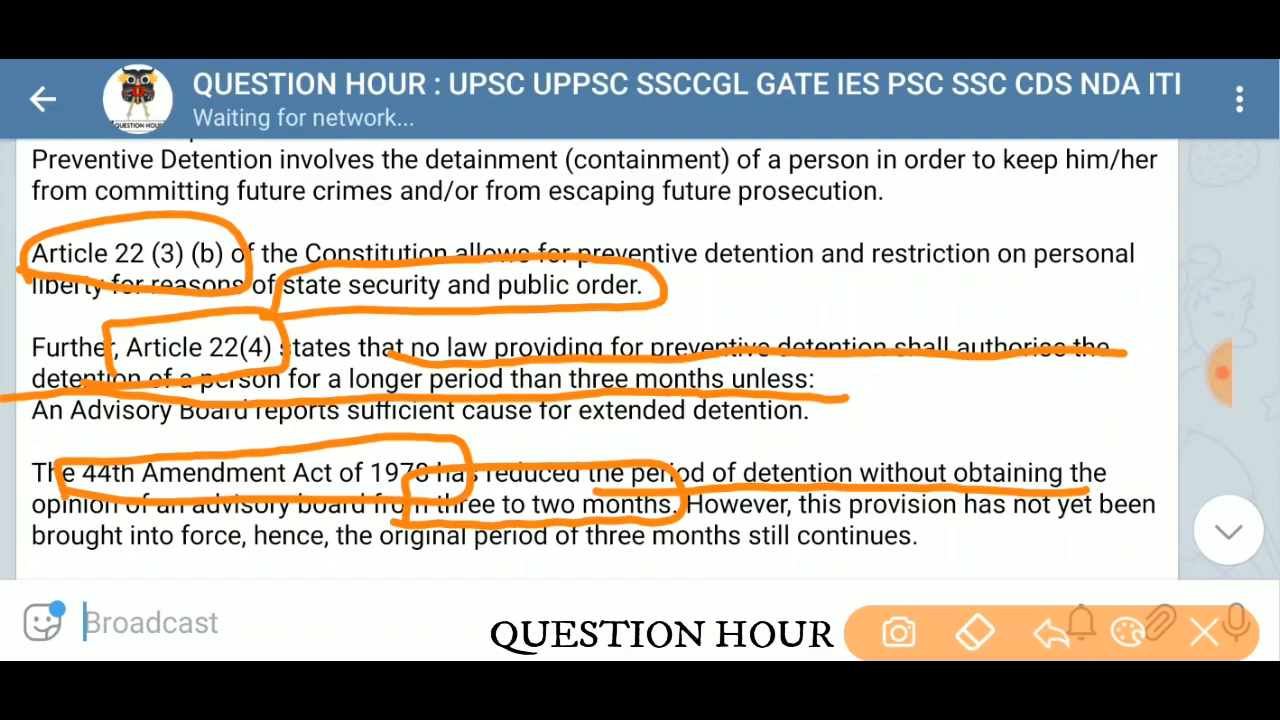 QUESTION HOUR : UPSC UPPSC SSCCGL GATE IES PSC SSC CDS NDA ITI
Waiting for network...
QUESTION HOUR
Preventive Detention involves the detainment (containment) of a person in order to keep him/her
from committing future crimes and/or from escaping future prosecution.
Article 22 (3) (b) of the Constitution allows for preventive detention and restriction on personal
liberty for reasons of state security and public order.
Further, Article 22(4) states that no law providing for preventive detention shall authorise the
detention of a person for a longer period than three months unless:
An Advisory Board reports sufficient cause for extended detention.
The 44th Amendment Act of 1978 has reduced the period of detention without obtaining the
opinion of an advisory board from three to two months. However, this provision has not yet been
brought into force, hence, the original period of three months still continues.
Broadcast
QUESTION HOUR